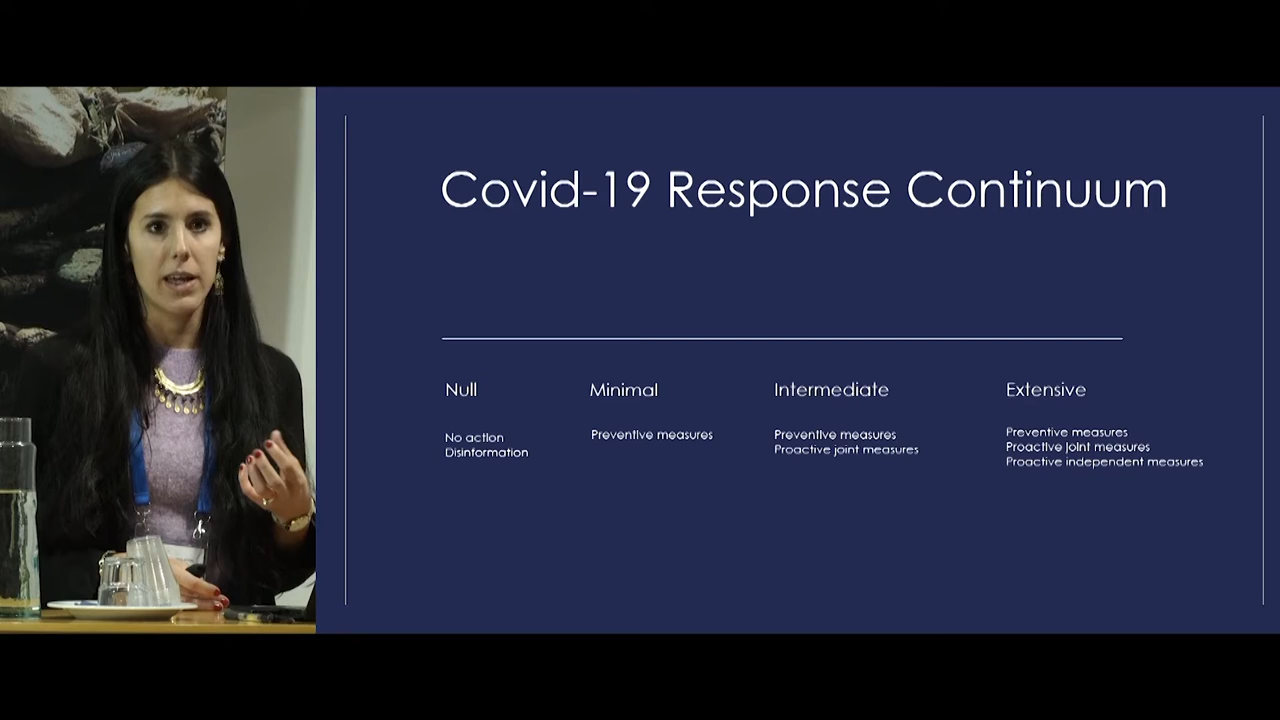 Covid-19 Response Continuum
Null
No action
Disinformation
Minimal
Preventive measures
Intermediate
Preventive measures
Proactive joint measures
Extensive
Preventive measures
Proactive joint measures
Proactive independent measures